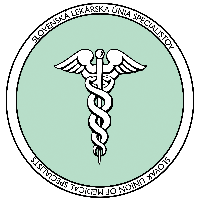 SLOVENSKÁ LEKÁRSKA ÚNIA ŠPECIALISTOV
SLOVAK UNION OF MEDICAL SPECIALISTS